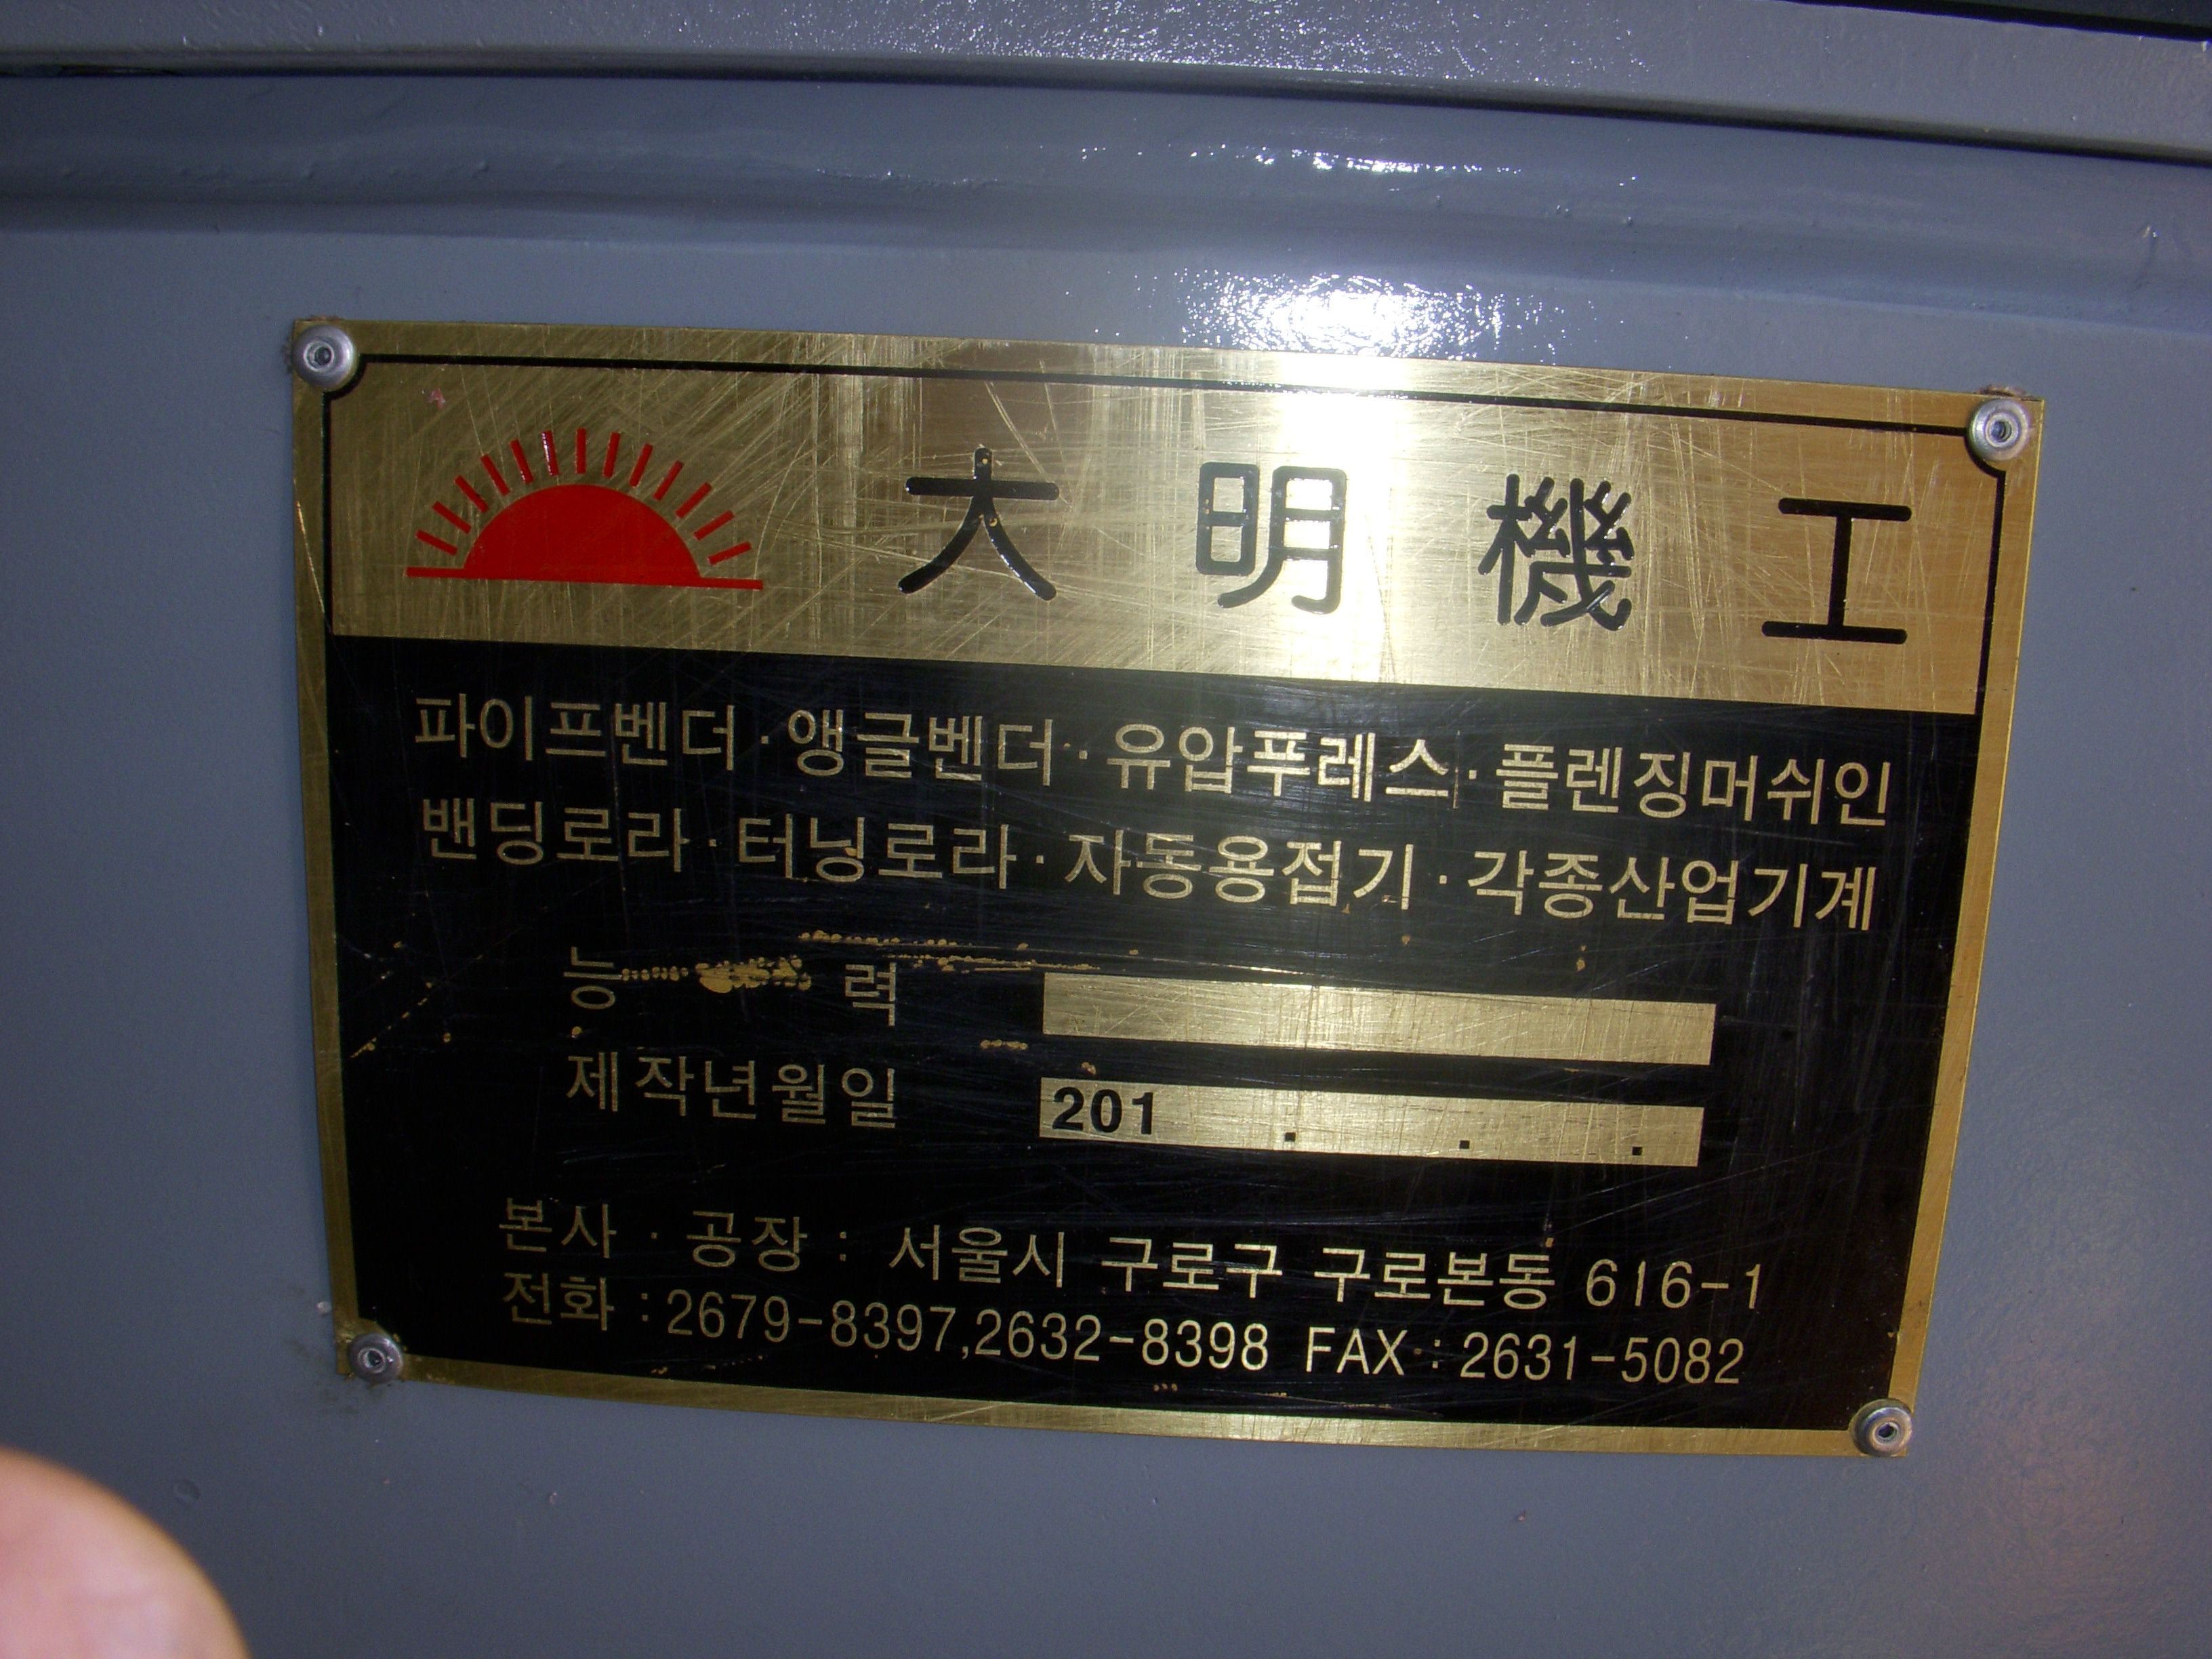 大明機工
파이프벤더·앵글벤더·유압푸레스·플렌징머쉬인
밴딩로라·터닝로라·자동용접기·각종산업기계
능 력
제작년월일 201 . . .
본사·공장: 서울시 구로구 구로본동 616-1
전화:2679-8397,2632-8398 FAX:2631-5082